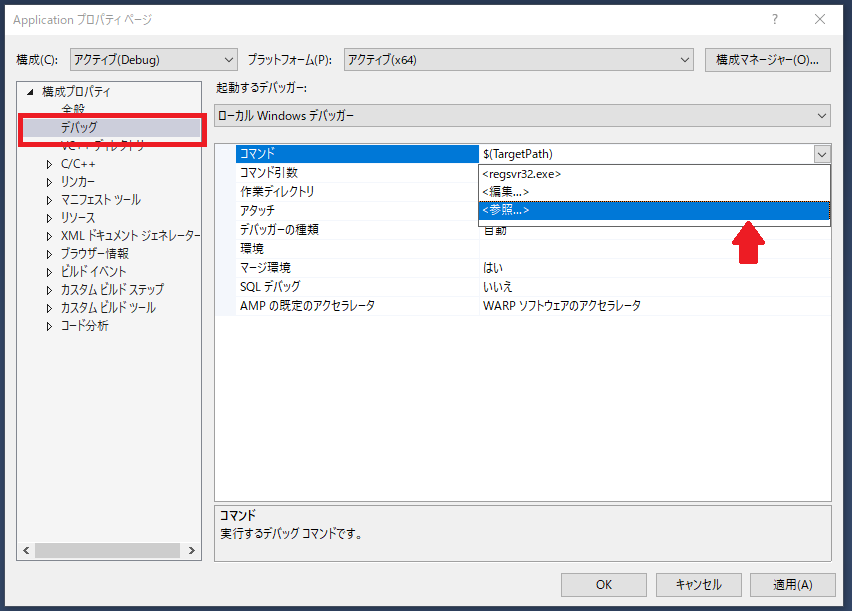 Application プロパティ ページ
?
構成(C):
アクティブ(Debug)
プラットフォーム(P):
アクティブ(x64)
構成マネージャー(O)...
構成プロパティ
全般
デバッグ
VC++ ディレクトリ
C/C++
リンカー
マニフェスト ツール
リソース
XML ドキュメント ジェネレーター
ブラウザー情報
ビルド イベント
カスタム ビルド ステップ
カスタム ビルド ツール
コード分析
起動するデバッガー:
ローカル Windows デバッガー
コマンド $(TargetPath)
コマンド引数 <regsvr32.exe>
作業ディレクトリ <編集...>
アタッチ <参照...>
デバッガーの種類 自動
環境
マージ環境 はい
SQL デバッグ いいえ
AMP の既定のアクセラレータ WARP ソフトウェアのアクセラレータ
コマンド
実行するデバッグ コマンドです。
OK
キャンセル
適用(A)